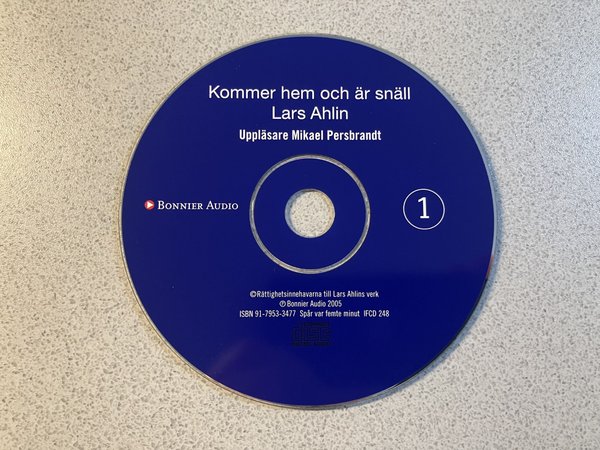 Kommer hem och är snäll
Lars Ahlin
Uppläsare Mikael Persbrandt
BONNIER AUDIO
1
©Rättighetsinnehavarna till Lars Ahlins verk
℗ Bonnier Audio 2005
ISBN 91-7953-3477 Spår var femte minut IFCD 248